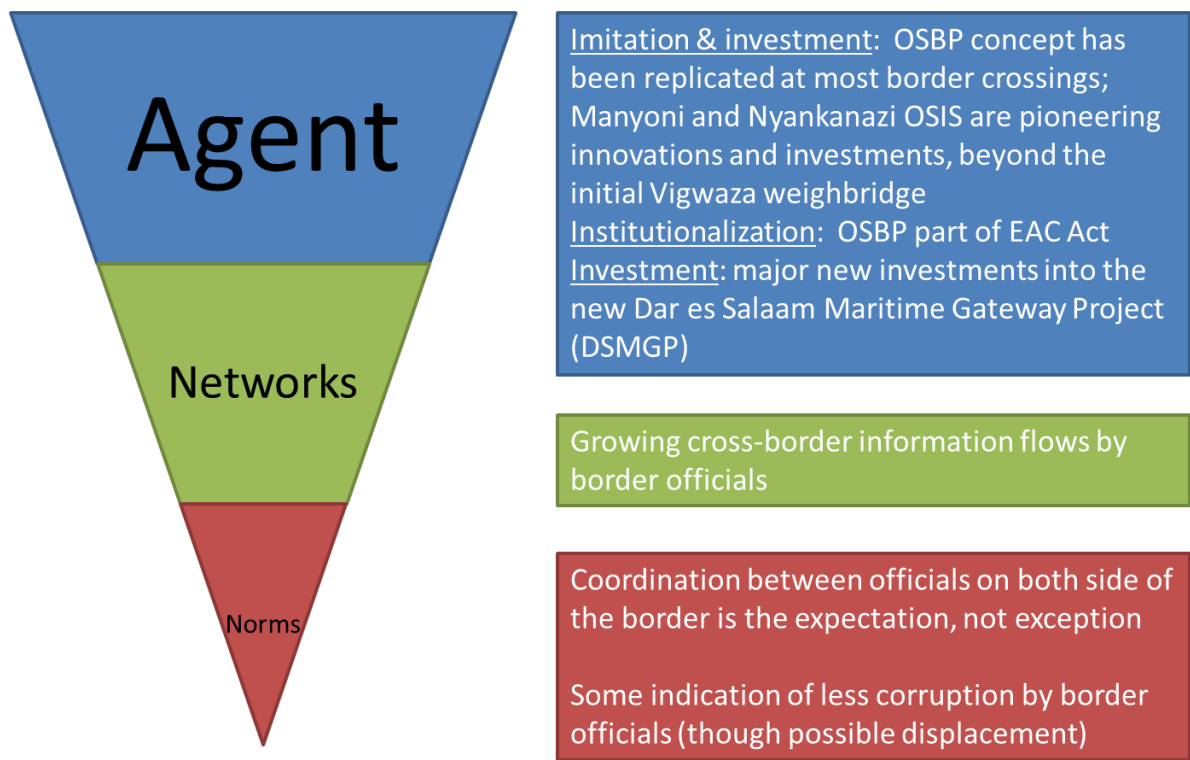 Agent
Networks
Norms
Imitation & investment:  OSBP concept has
been replicated at most border crossings;
Manyoni and Nyankanazi OSIS are pioneering
innovations and investments, beyond the
initial Vigwaza weighbridge
Institutionalization:  OSBP part of EAC Act
Investment: major new investments into the
new Dar es Salaam Maritime Gateway Project
(DSMGP)
Growing cross-border information flows by
border officials
Coordination between officials on both side of
the border is the expectation, not exception
Some indication of less corruption by border
officials (though possible displacement)